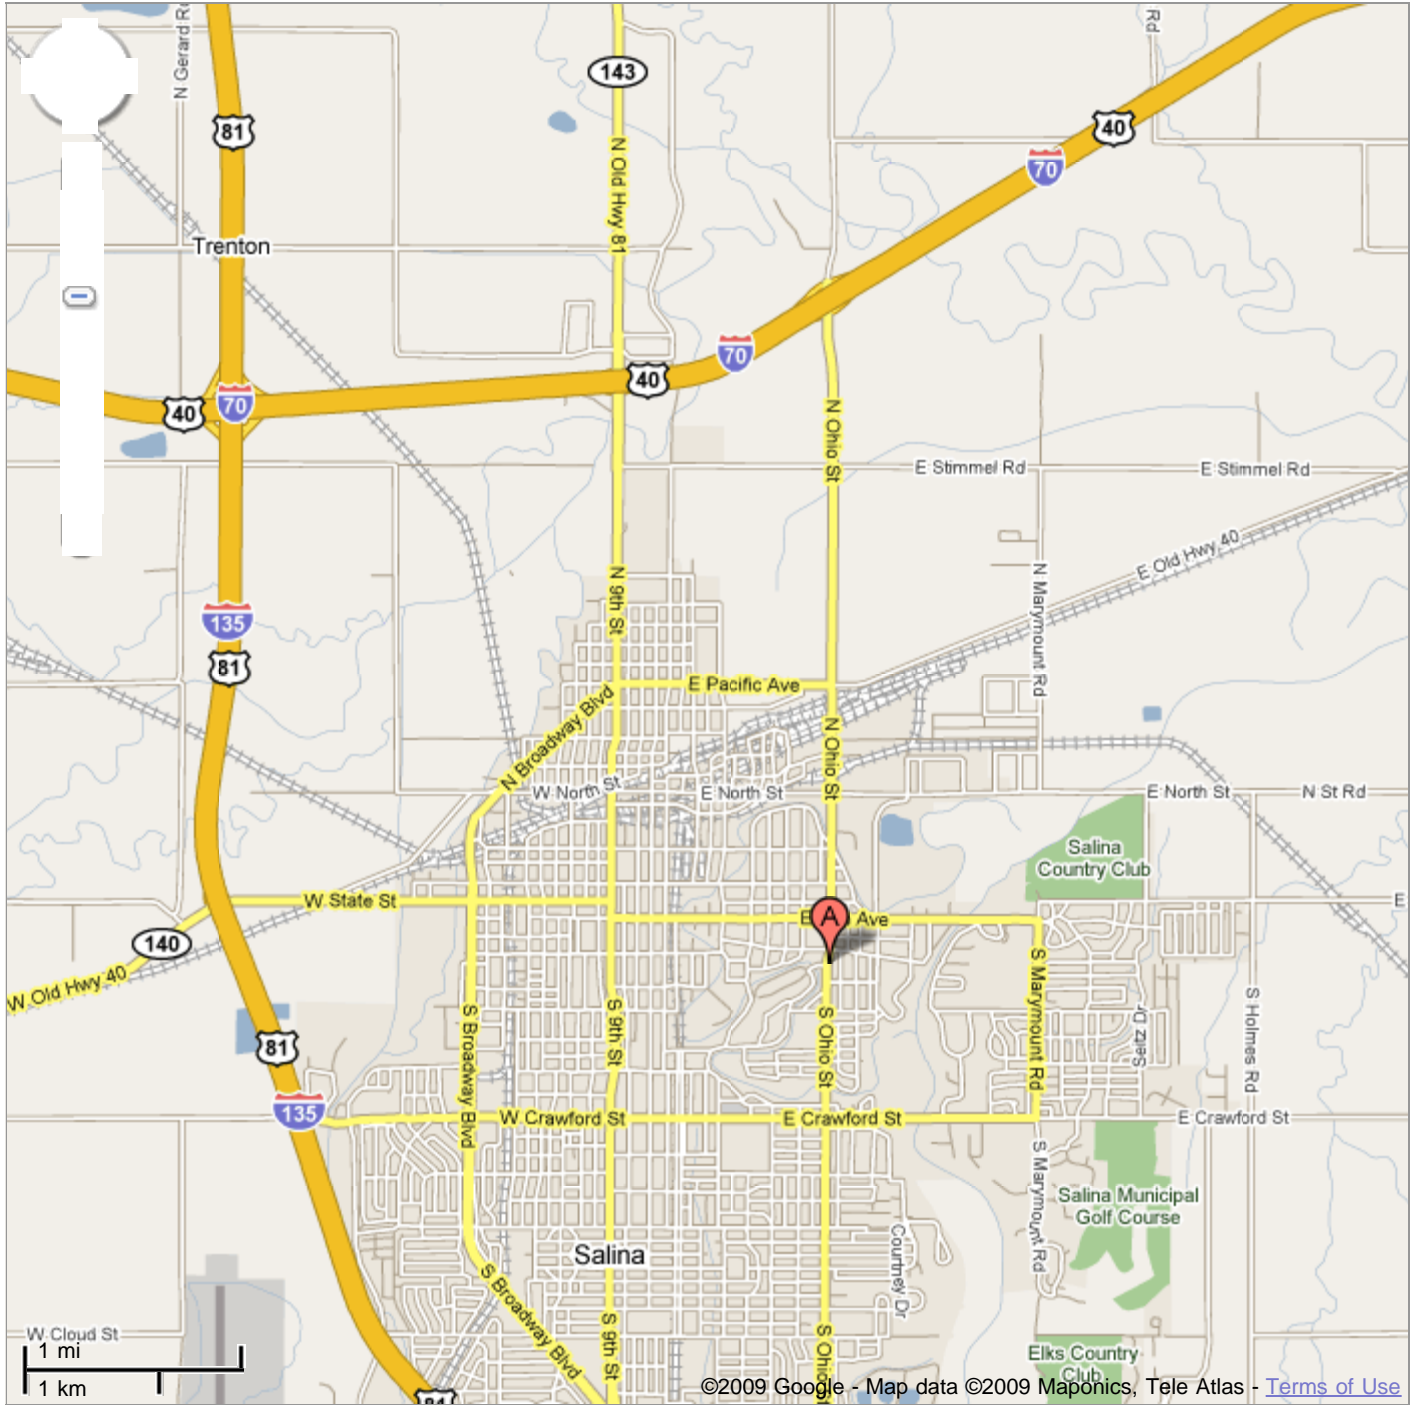 N Gerard Rd
Rd
143
81
40
70
N Old Hwy 81
Trenton
70
40
40
70
N Ohio St
E Stimmel Rd
E Stimmel Rd
E Old Hwy 40
N 9th St
N Marymount Rd
135
81
E Pacific Ave
N Broadway Blvd
N Ohio St
W North St
E North St
E North St
N St Rd
Salina
Country Club
W State St
E
A
Ave
E
140
W Old Hwy 40
S Marymount Rd
S Holmes Rd
Seitz Dr
S Broadway Blvd
S 9th St
S Ohio St
81
135
W Crawford St
E Crawford St
E Crawford St
S Marymount Rd
Salina Municipal
Golf Course
Courtney Dr
Salina
S Broadway Blvd
S 9th St
S Ohio St
W Cloud St
1 mi
1 km
Elks Country
Club
81
©2009 Google - Map data ©2009 Maponics, Tele Atlas - Terms of Use